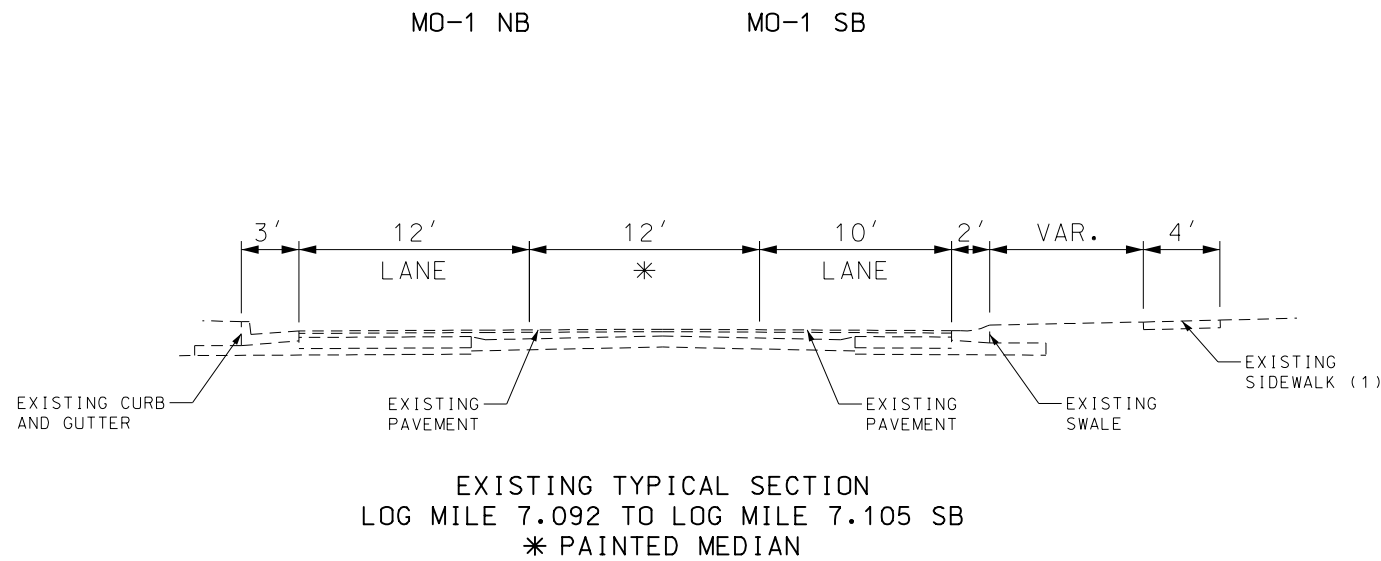 MO-1 NB
MO-1 SB
3' 12' 12' 10' 2' VAR. 4'
LANE * LANE
EXISTING
SIDEWALK (1)
EXISTING CURB
AND GUTTER
EXISTING
PAVEMENT
EXISTING
PAVEMENT
EXISTING
SWALE
EXISTING TYPICAL SECTION
LOG MILE 7.092 TO LOG MILE 7.105 SB
* PAINTED MEDIAN